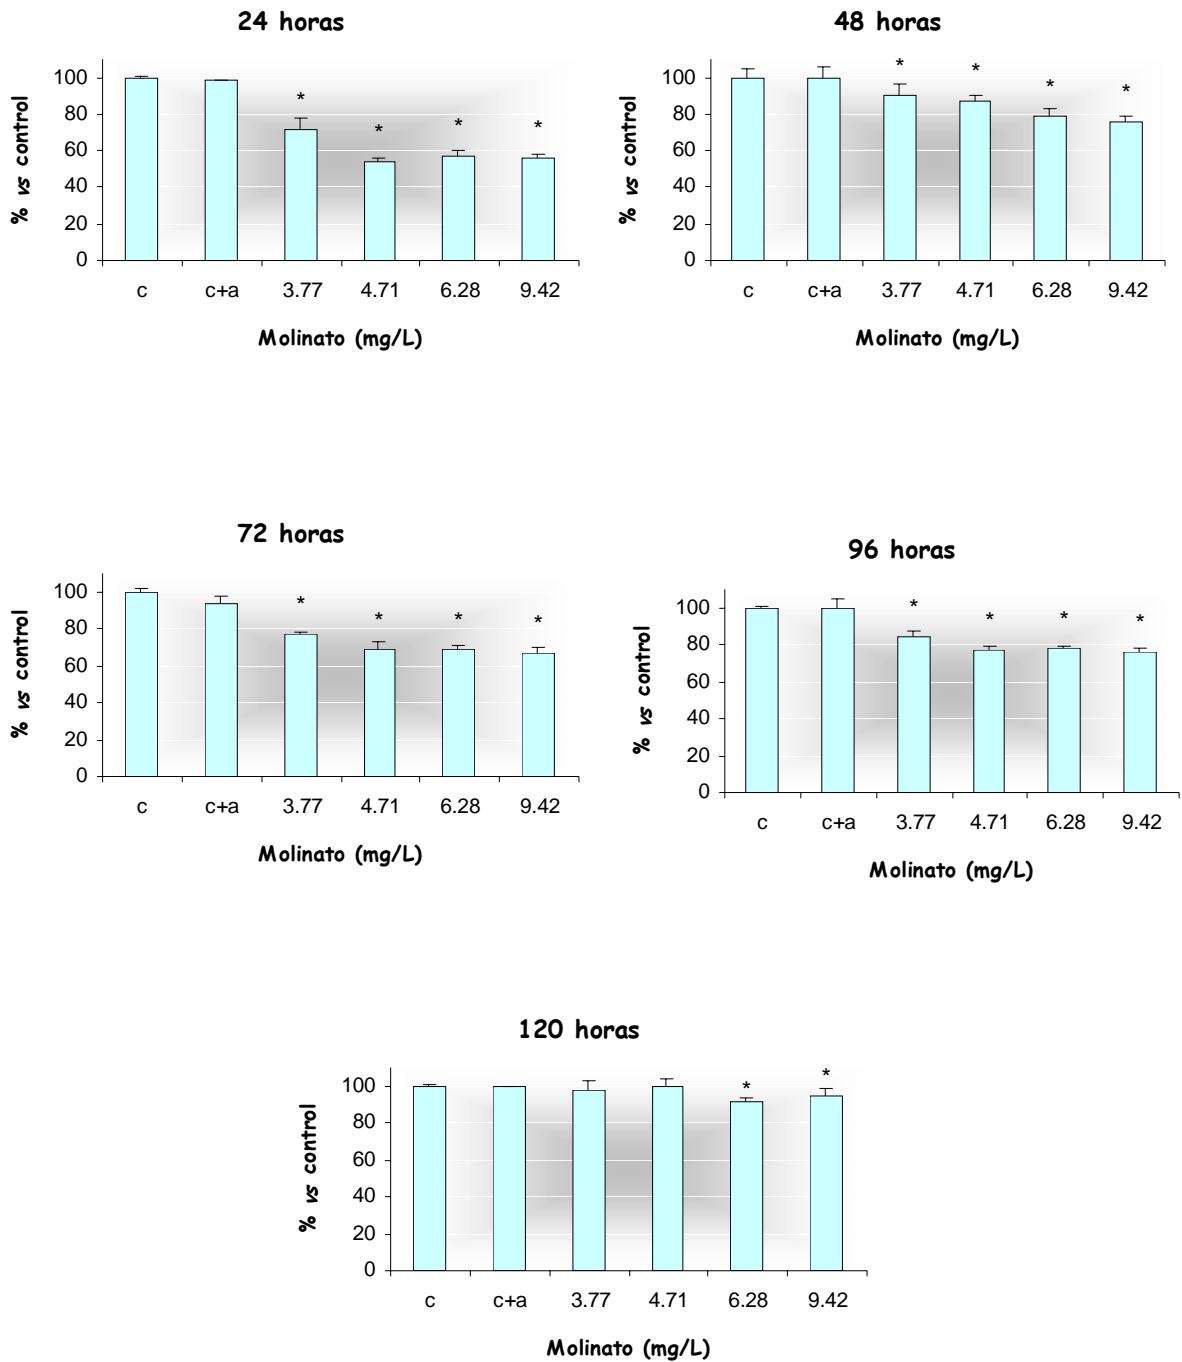 24 horas
% vs control
100
80
60
40
20
0
* * * *
c c+a 3.77 4.71 6.28 9.42
Molinato (mg/L)
48 horas
% vs control
100
80
60
40
20
0
* * * *
c c+a 3.77 4.71 6.28 9.42
Molinato (mg/L)
72 horas
% vs control
100
80
60
40
20
0
* * * *
c c+a 3.77 4.71 6.28 9.42
Molinato (mg/L)
96 horas
% vs control
100
80
60
40
20
0
* * * *
c c+a 3.77 4.71 6.28 9.42
Molinato (mg/L)
120 horas
% vs control
100
80
60
40
20
0
* *
c c+a 3.77 4.71 6.28 9.42
Molinato (mg/L)